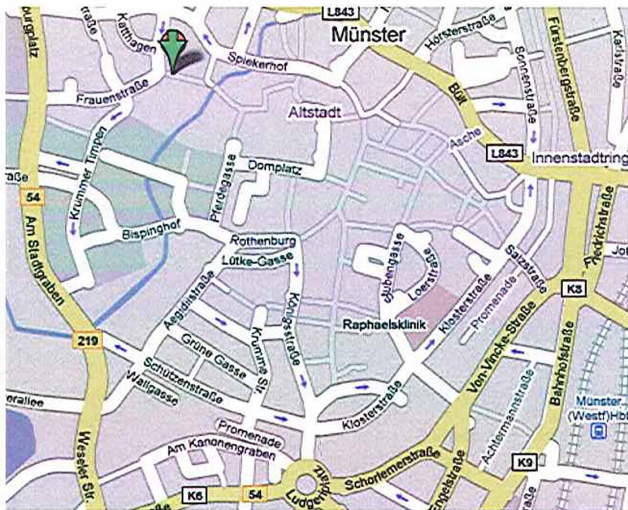 L843
Münster
Katthagen
Spiekerhof
Hörsterstraße
Sonnenstraße
Fürstenbergstraße
Karlstraße
Bült
Frauenstraße
Altstadt
Asche
L843
Innenstadtring
Krummer Timpen
Domplatz
Pferdegasse
raße
54
Am Stadtgraben
Bispinghof
Rothenburg
Lütke-Gasse
Aegidiistraße
Königsstraße
Loerstraße
Salzstraße
Klosterstraße
Promenade
K8
Raphaelsklinik
219
Grüne Gasse
Krumme Str.
Schützenstraße
Wallgasse
Von-Vincke-Straße
Bahnhofstraße
Achtermannstraße
Münster
(Westf)Hbf
erallee
Klosterstraße
Promenade
Am Kanonengraben
Weseler Str.
Schorlemerstraße
Engelstraße
K9
K6
54
Ludgeriplatz